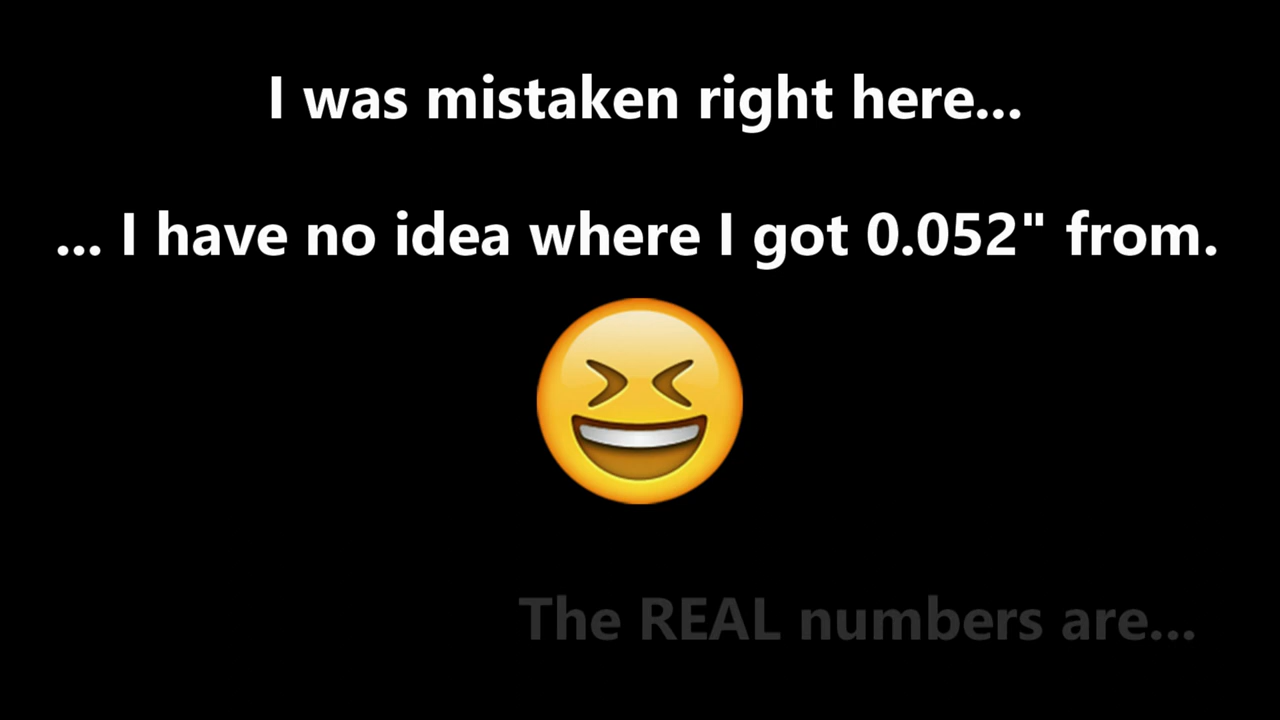 I was mistaken right here...
... I have no idea where I got 0.052" from.
The REAL numbers are...